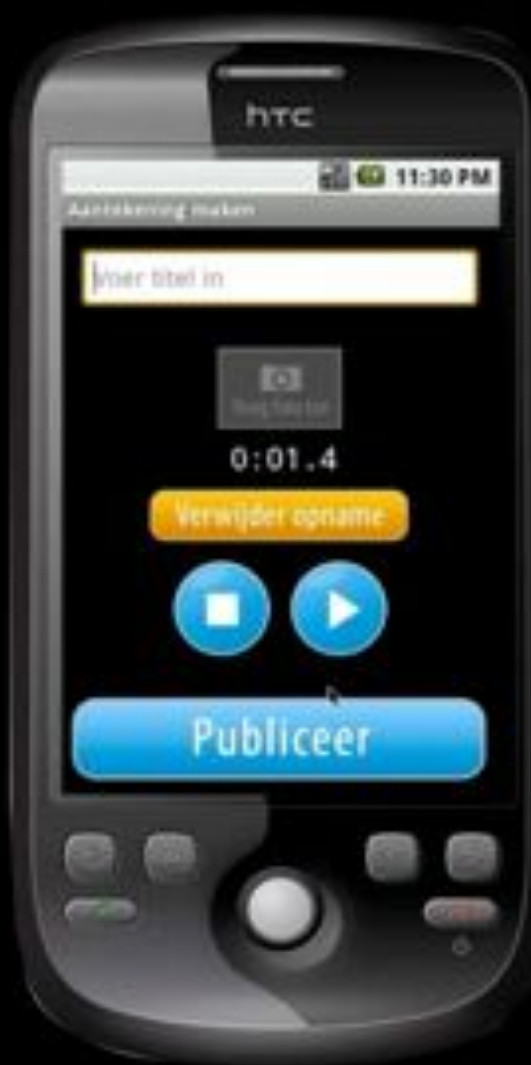 hTC
11:30 PM
Aantekening maken
Voer titel in
0:01.4
Verwijder opname
Publiceer